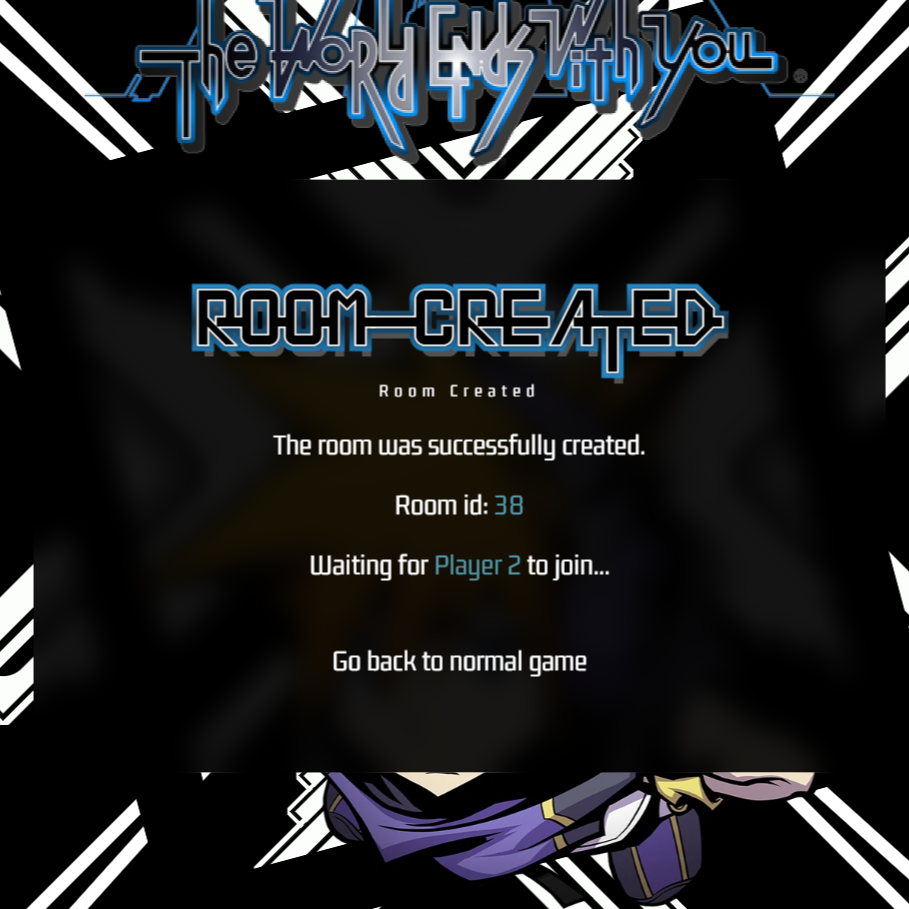 The World Ends With You ®
ROOM CREATED
Room Created
The room was successfully created.
Room id: 38
Waiting for Player 2 to join...
Go back to normal game